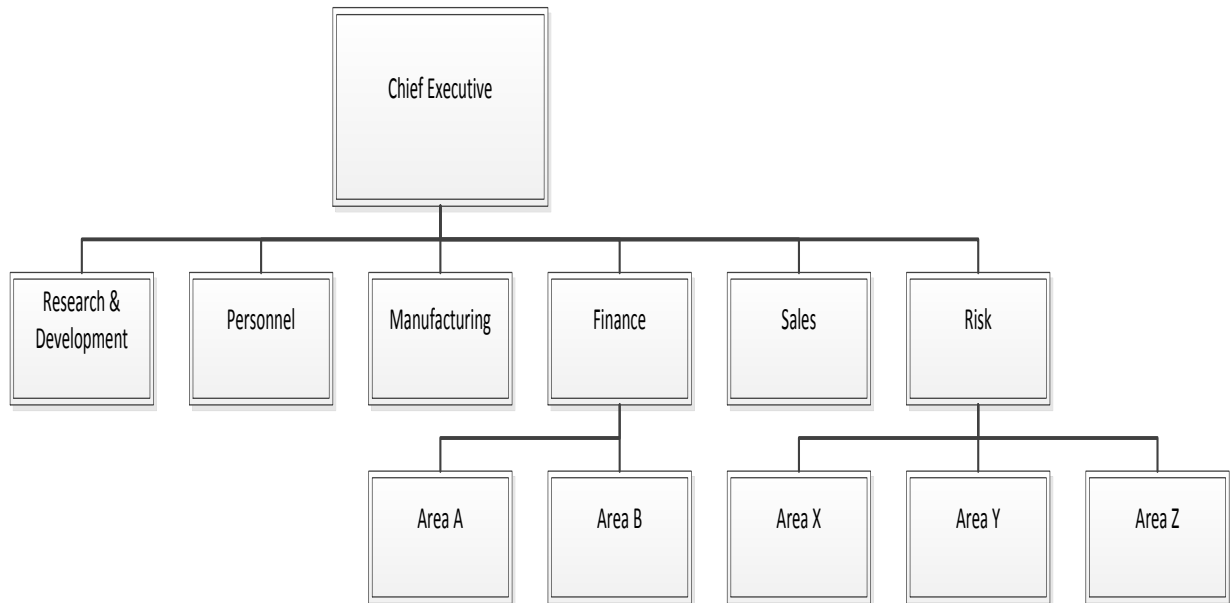 Chief Executive
Research &
Development
Personnel
Manufacturing
Finance
Sales
Risk
Area A
Area B
Area X
Area Y
Area Z